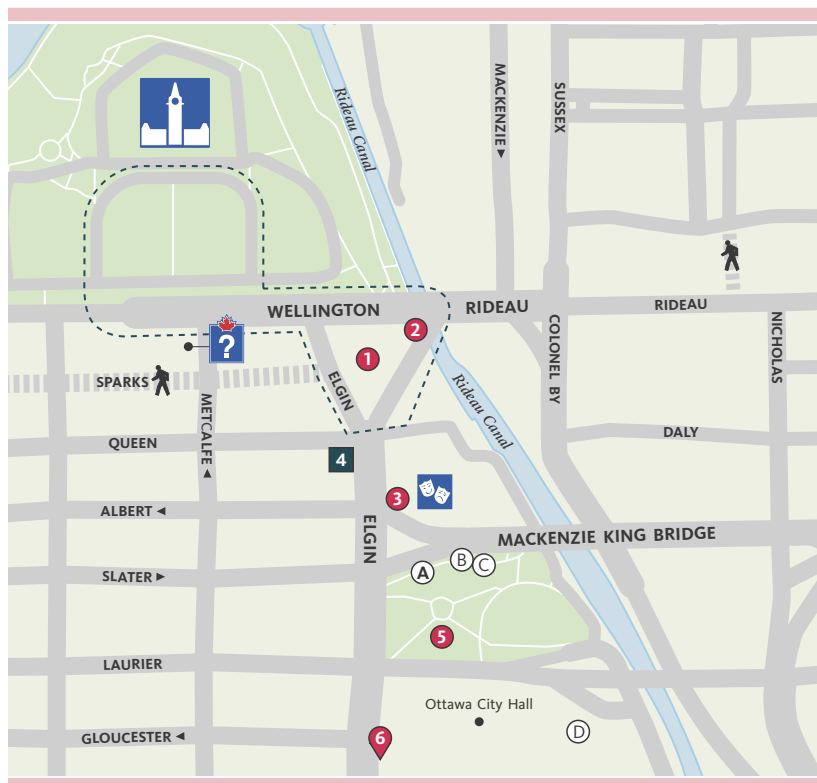 Rideau Canal
MACKENZIE
SUSSEX
WELLINGTON
RIDEAU
RIDEAU
COLONEL BY
NICHOLAS
?
1
2
SPARKS
METCALFE
ELGIN
Rideau Canal
QUEEN
DALY
4
3
ALBERT
ELGIN
MACKENZIE KING BRIDGE
SLATER
A
B
C
5
LAURIER
Ottawa City Hall
GLOUCESTER
6
D